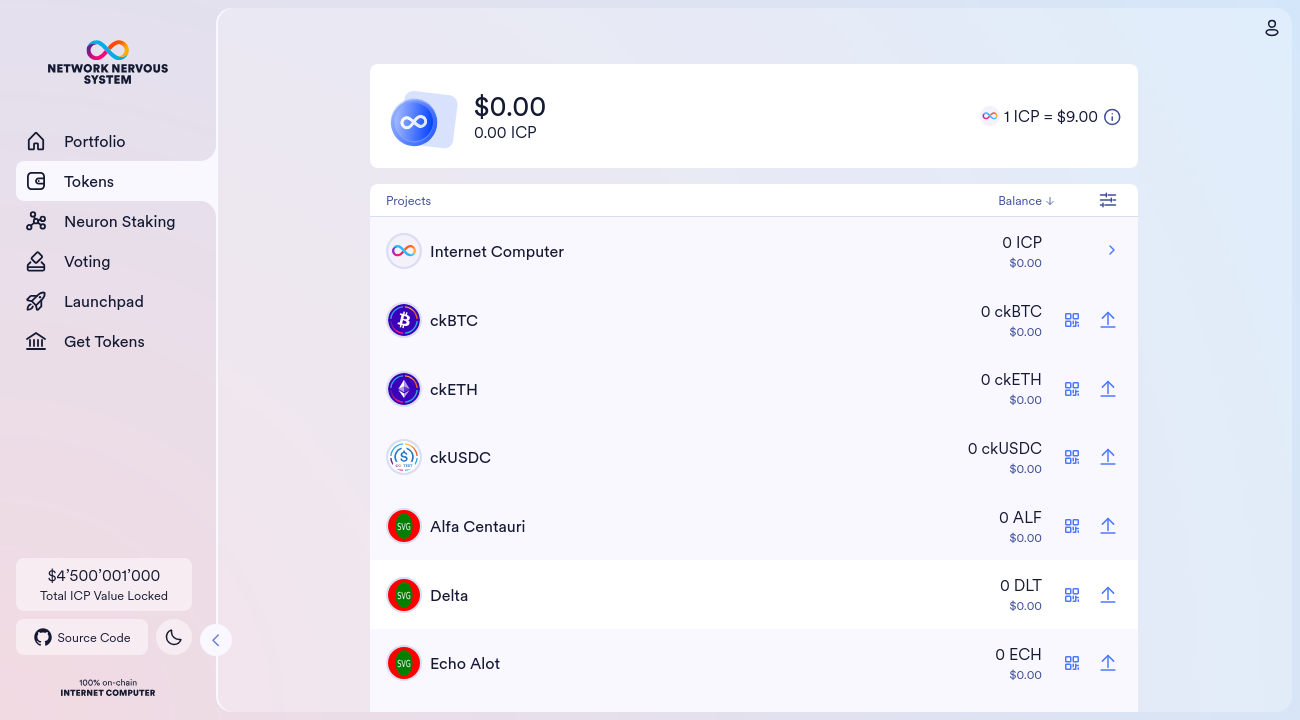 NETWORK NERVOUS
SYSTEM
Portfolio
Tokens
Neuron Staking
Voting
Launchpad
Get Tokens
$4’500’001’000
Total ICP Value Locked
Source Code
100% on-chain
INTERNET COMPUTER
$0.00
0.00 ICP
1 ICP = $9.00
Projects
Balance
Internet Computer
0 ICP
$0.00
ckBTC
0 ckBTC
$0.00
ckETH
0 ckETH
$0.00
ckUSDC
0 ckUSDC
$0.00
SVG
Alfa Centauri
0 ALF
$0.00
SVG
Delta
0 DLT
$0.00
SVG
Echo Alot
0 ECH
$0.00